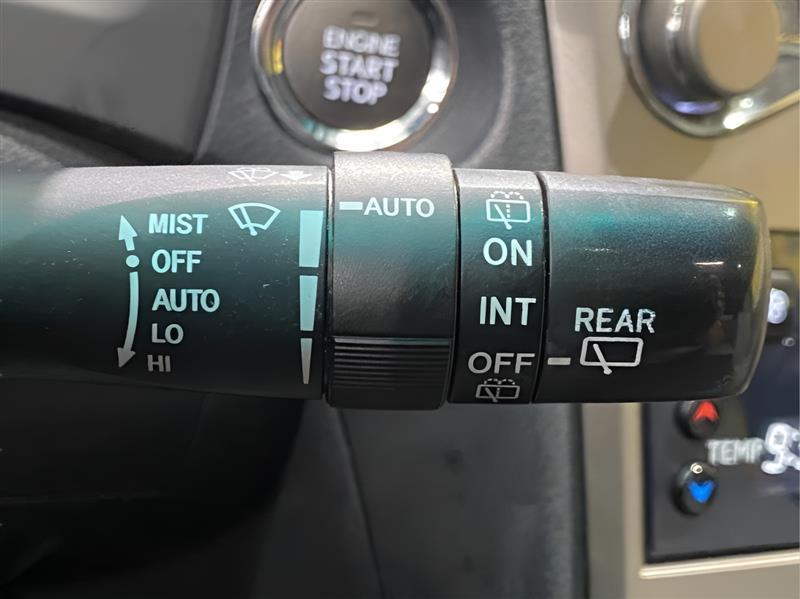 ENGINE
START
STOP
MIST
OFF
AUTO
LO
HI
AUTO
ON
INT
OFF
REAR
TEMP